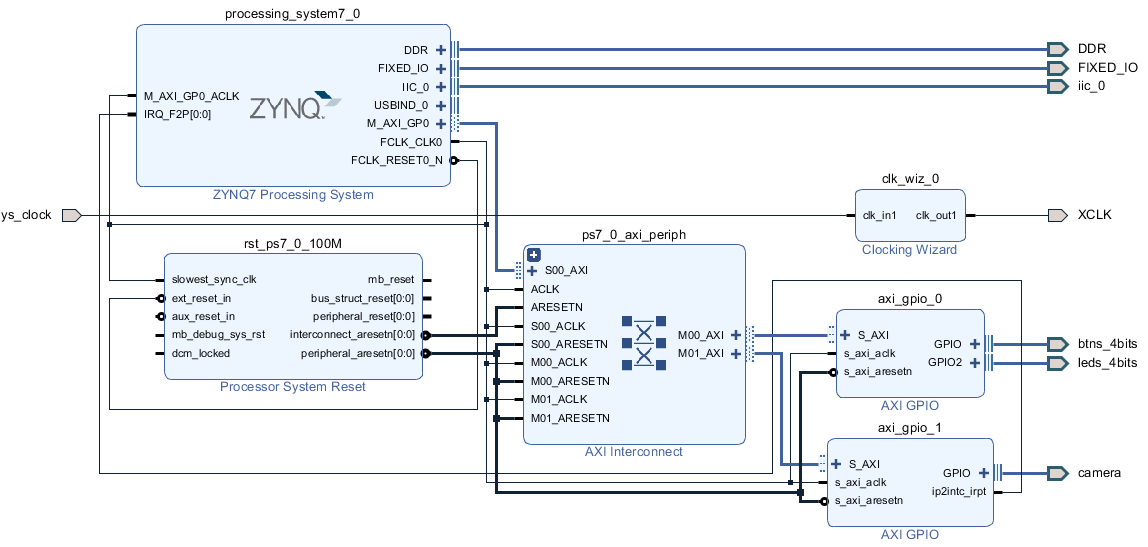 processing_system7_0
DDR
FIXED_IO
IIC_0
USBIND_0
M_AXI_GP0
FCLK_CLK0
FCLK_RESET0_N
M_AXI_GP0_ACLK
IRQ_F2P[0:0]
ZYNQ
ZYNQ7 Processing System
DDR
FIXED_IO
iic_0
ys_clock
clk_wiz_0
clk_in1 clk_out1
Clocking Wizard
XCLK
rst_ps7_0_100M
slowest_sync_clk mb_reset
ext_reset_in bus_struct_reset[0:0]
aux_reset_in peripheral_reset[0:0]
mb_debug_sys_rst interconnect_aresetn[0:0]
dcm_locked peripheral_aresetn[0:0]
Processor System Reset
ps7_0_axi_periph
S00_AXI
ACLK
ARESETN
S00_ACLK
S00_ARESETN
M00_ACLK
M00_ARESETN
M01_ACLK
M01_ARESETN
M00_AXI
M01_AXI
AXI Interconnect
axi_gpio_0
S_AXI
s_axi_aclk
s_axi_aresetn
GPIO
GPIO2
AXI GPIO
btns_4bits
leds_4bits
axi_gpio_1
S_AXI
s_axi_aclk
s_axi_aresetn
GPIO
ip2intc_irpt
AXI GPIO
camera